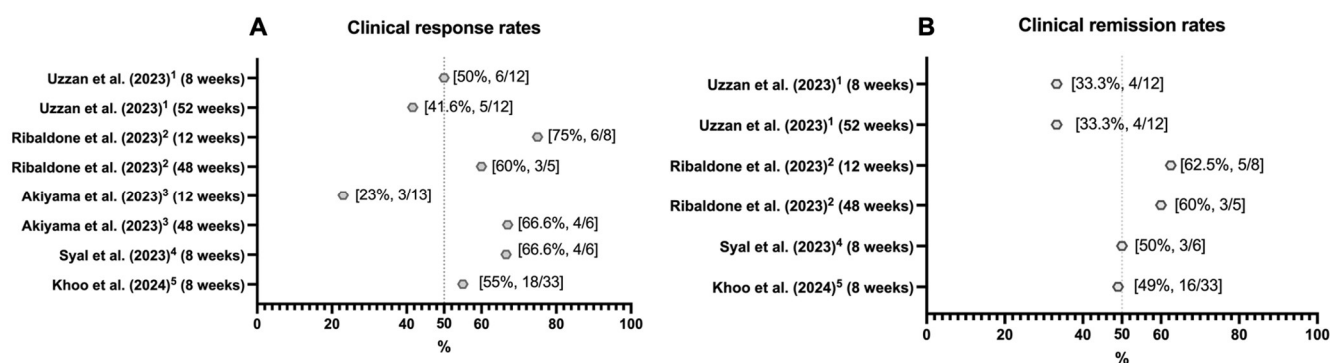 A
Clinical response rates
Uzzan et al. (2023)¹ (8 weeks) [50%, 6/12]
Uzzan et al. (2023)¹ (52 weeks) [41.6%, 5/12]
Ribaldone et al. (2023)² (12 weeks) [75%, 6/8]
Ribaldone et al. (2023)² (48 weeks) [60%, 3/5]
Akiyama et al. (2023)³ (12 weeks) [23%, 3/13]
Akiyama et al. (2023)³ (48 weeks) [66.6%, 4/6]
Syal et al. (2023)⁴ (8 weeks) [66.6%, 4/6]
Khoo et al. (2024)⁵ (8 weeks) [55%, 18/33]
0 20 40 50 60 80 100
%
B
Clinical remission rates
Uzzan et al. (2023)¹ (8 weeks) [33.3%, 4/12]
Uzzan et al. (2023)¹ (52 weeks) [33.3%, 4/12]
Ribaldone et al. (2023)² (12 weeks) [62.5%, 5/8]
Ribaldone et al. (2023)² (48 weeks) [60%, 3/5]
Syal et al. (2023)⁴ (8 weeks) [50%, 3/6]
Khoo et al. (2024)⁵ (8 weeks) [49%, 16/33]
0 20 40 50 60 80 100
%